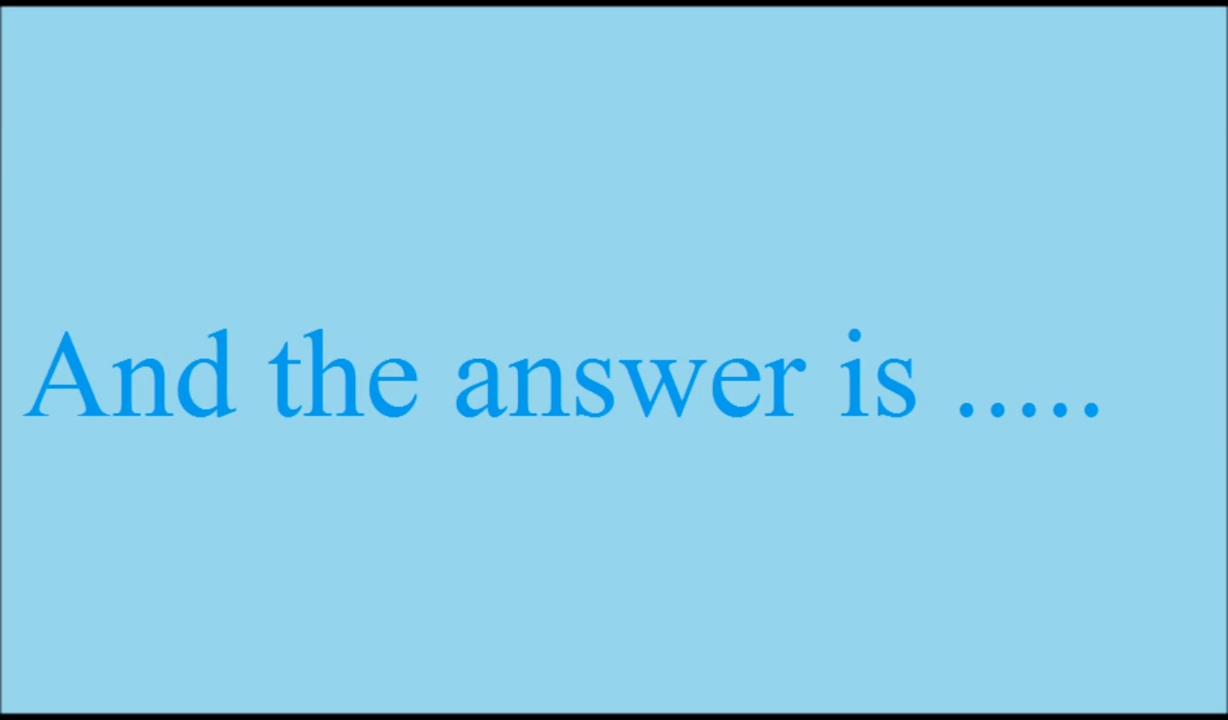 And the answer is .....